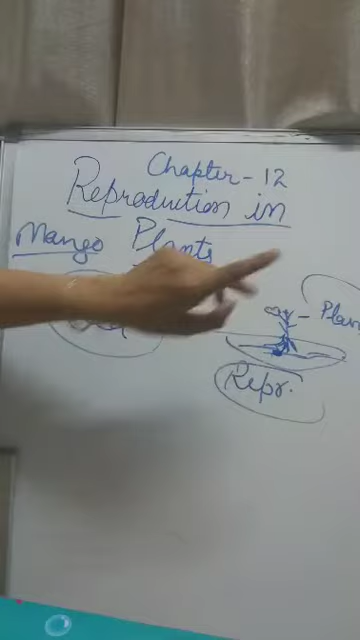 Chapter - 12
Reproduction in
Mango Plants
Plan
Repr.